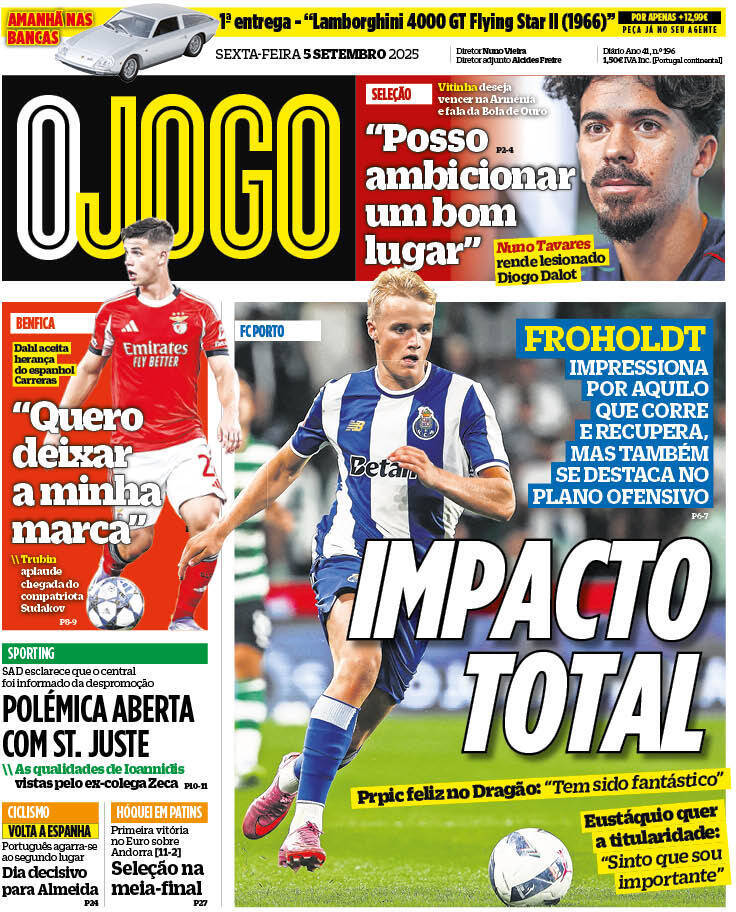 AMANHÃ NAS
BANCAS
1ª entrega - “Lamborghini 4000 GT Flying Star II (1966)”
POR APENAS +12,99€
PEÇA JÁ NO SEU AGENTE
SEXTA-FEIRA 5 SETEMBRO 2025
Diretor Nuno Vieira
Diretor adjunto Alcides Freire
Diário Ano 41, n.º 196
1,50€ IVA Inc. [Portugal continental]
O JOGO
SELEÇÃO
Vitinha deseja
vencer na Arménia
e fala da Bola de Ouro
“Posso
P2-4
ambicionar
um bom
lugar”
Nuno Tavares
rende lesionado
Diogo Dalot
BENFICA
Dahl aceita
herança
do espanhol
Carreras
Emirates
FLY BETTER
“Quero
deixar
a minha
marca”
\\ Trubin
aplaude
chegada do
compatriota
Sudakov
P8-9
FC PORTO
Betano
FROHOLDT
IMPRESSIONA
POR AQUILO
QUE CORRE
E RECUPERA,
MAS TAMBÉM
SE DESTACA NO
PLANO OFENSIVO
P6-7
IMPACTO
TOTAL
Prpic feliz no Dragão: “Tem sido fantástico”
Eustáquio quer
a titularidade:
“Sinto que sou
importante”
SPORTING
SAD esclarece que o central
foi informado da despromoção
POLÉMICA ABERTA
COM ST. JUSTE
\\ As qualidades de Ioannidis
vistas pelo ex-colega Zeca P10-11
CICLISMO
VOLTA A ESPANHA
Português agarra-se
ao segundo lugar
Dia decisivo
para Almeida
P24
HÓQUEI EM PATINS
Primeira vitória
no Euro sobre
Andorra [11-2]
Seleção na
meia-final
P27